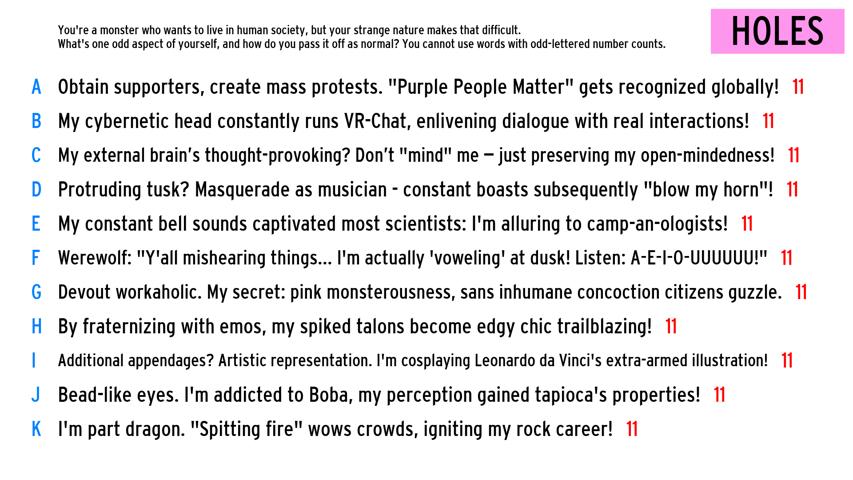 You're a monster who wants to live in human society, but your strange nature makes that difficult.
What's one odd aspect of yourself, and how do you pass it off as normal? You cannot use words with odd-lettered number counts.
HOLES
A Obtain supporters, create mass protests. "Purple People Matter" gets recognized globally! 11
B My cybernetic head constantly runs VR-Chat, enlivening dialogue with real interactions! 11
C My external brain's thought-provoking? Don't "mind" me – just preserving my open-mindedness! 11
D Protruding tusk? Masquerade as musician - constant boasts subsequently "blow my horn"! 11
E My constant bell sounds captivated most scientists: I'm alluring to camp-an-ologists! 11
F Werewolf: "Y'all mishearing things... I'm actually 'voweling' at dusk! Listen: A-E-I-O-UUUUUU!" 11
G Devout workaholic. My secret: pink monsterousness, sans inhumane concoction citizens guzzle. 11
H By fraternizing with emos, my spiked talons become edgy chic trailblazing! 11
I Additional appendages? Artistic representation. I'm cosplaying Leonardo da Vinci's extra-armed illustration! 11
J Bead-like eyes. I'm addicted to Boba, my perception gained tapioca's properties! 11
K I'm part dragon. "Spitting fire" wows crowds, igniting my rock career! 11